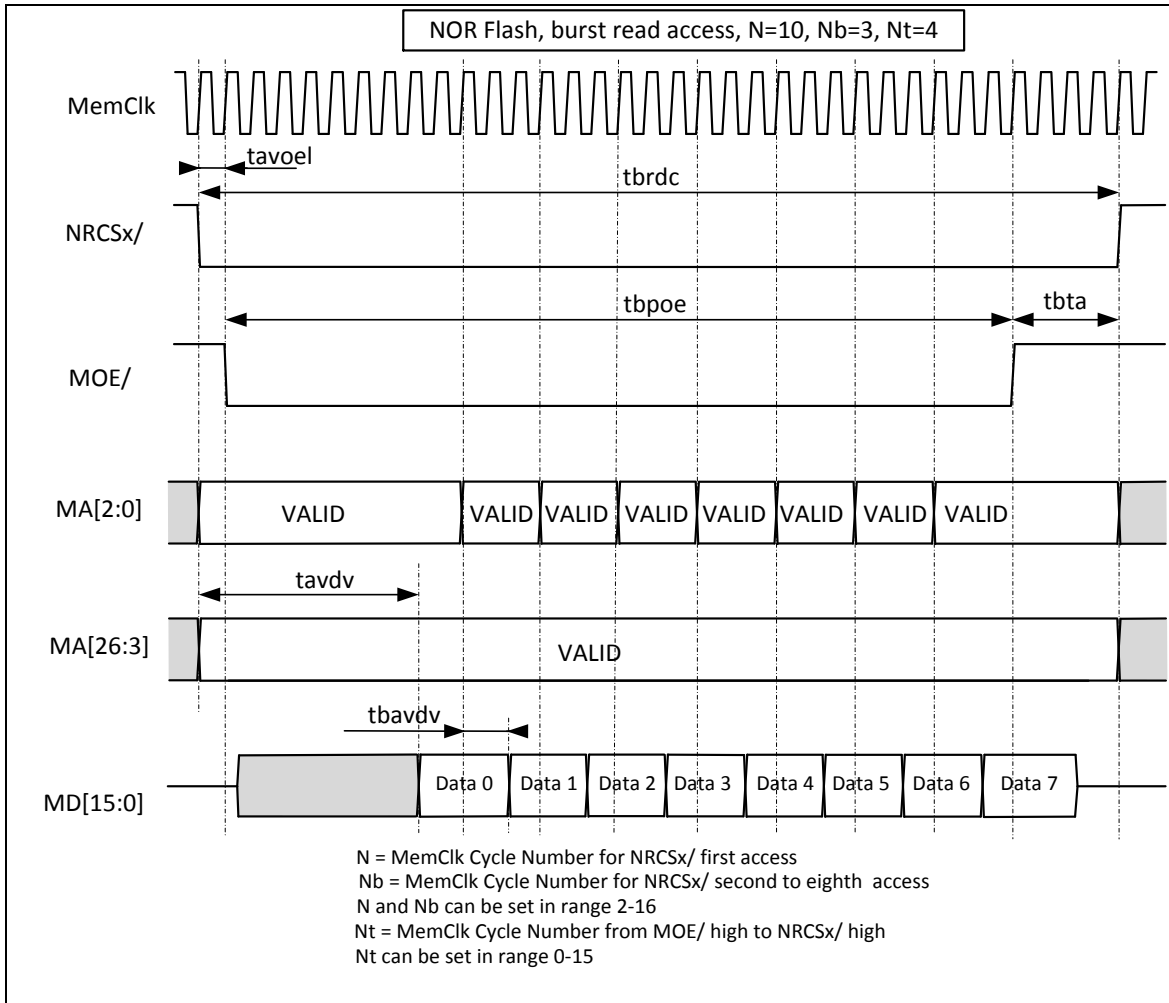 NOR Flash, burst read access, N=10, Nb=3, Nt=4
MemClk
tavoel
tbrdc
NRCSx/
tbpoe
tbta
MOE/
MA[2:0]
VALID VALID VALID VALID VALID VALID VALID VALID
tavdv
MA[26:3]
VALID
tbavdv
MD[15:0]
Data 0 Data 1 Data 2 Data 3 Data 4 Data 5 Data 6 Data 7
N = MemClk Cycle Number for NRCSx/ first access
Nb = MemClk Cycle Number for NRCSx/ second to eighth access
N and Nb can be set in range 2-16
Nt = MemClk Cycle Number from MOE/ high to NRCSx/ high
Nt can be set in range 0-15